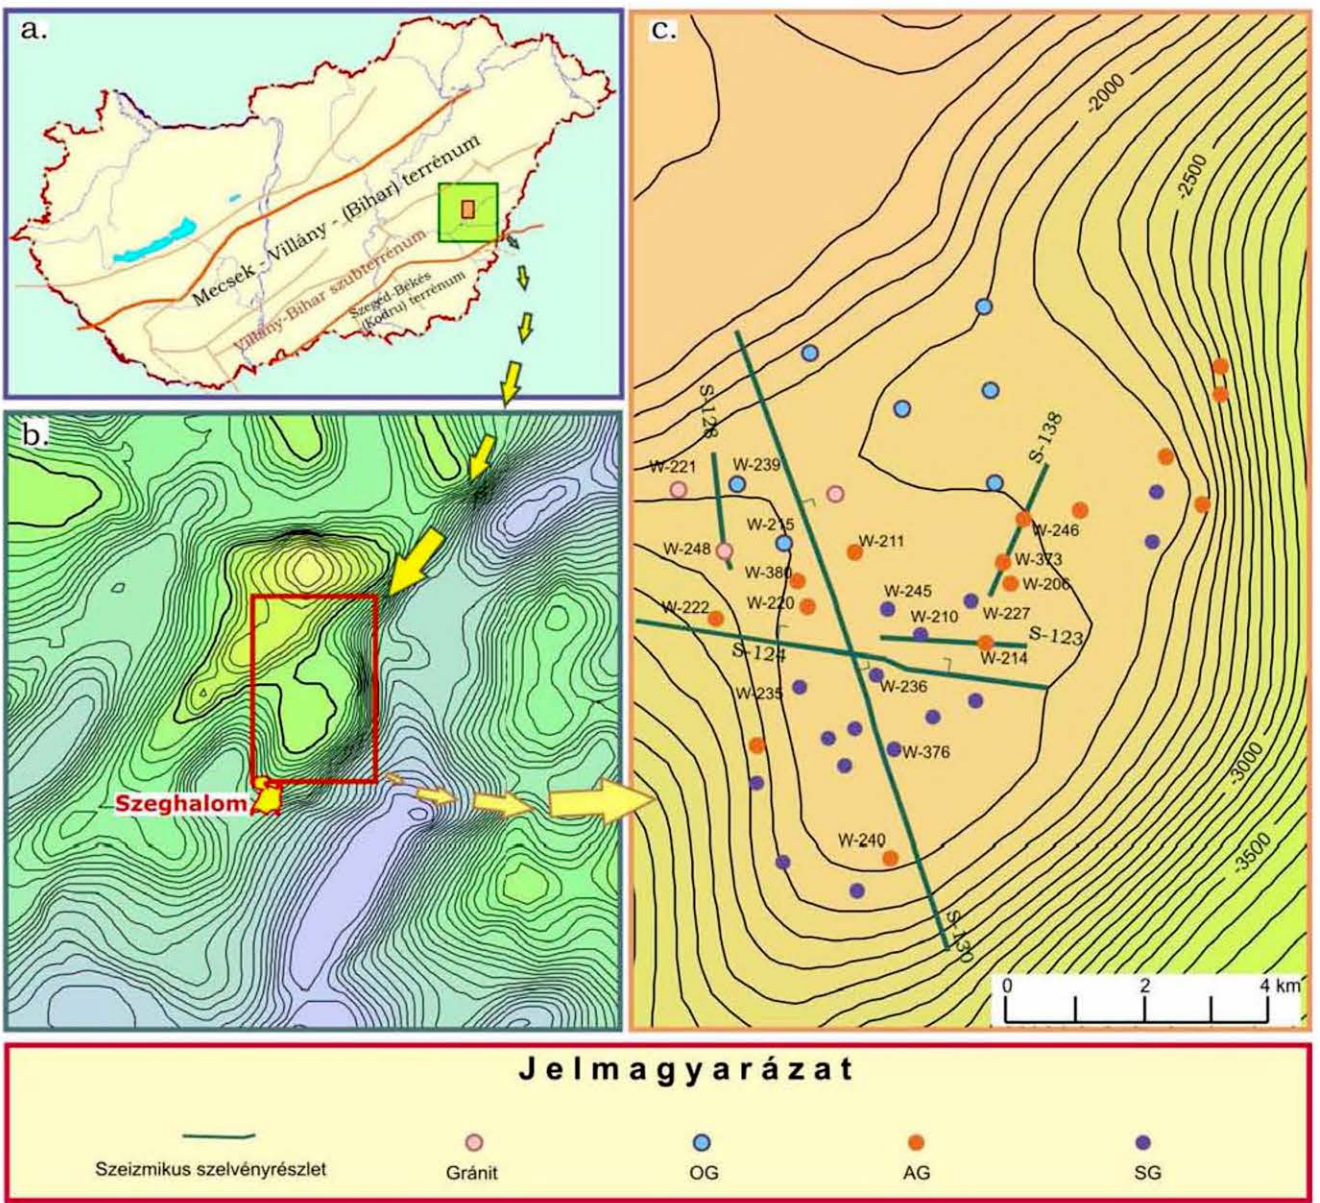 a.
Mecsek - Villány - (Bihar) terrénum
Villány-Bihar szubterrénum
Szeged-Békés
(Kodru) terrénum
b.
Szeghalom
c.
-2000
-2500
S-128
S-138
W-221
W-239
W-215
W-211
W-246
W-248
W-380
W-373
W-206
W-245
W-222
W-220
W-210
W-227
S-123
S-124
W-214
W-235
W-236
W-376
-3000
W-240
-3500
S-130
0 2 4 km
Jelmagyarázat
Szeizmikus szelvényrészlet
Gránit
OG
AG
SG